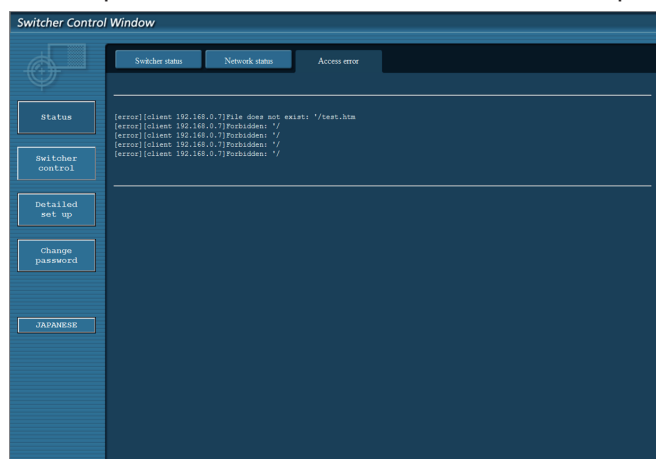 Switcher Control Window
Switcher status
Network status
Access error
Status
Switcher
control
Detailed
set up
Change
password
JAPANESE
[error][client 192.168.0.7]File does not exist: '/test.htm
[error][client 192.168.0.7]Forbidden: '/
[error][client 192.168.0.7]Forbidden: '/
[error][client 192.168.0.7]Forbidden: '/
[error][client 192.168.0.7]Forbidden: '/